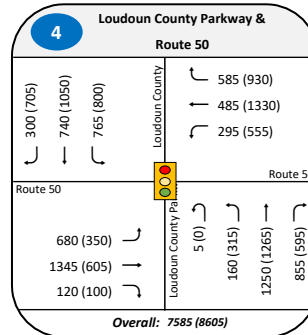 4
Loudoun County Parkway &
Route 50
300 (705)
740 (1050)
765 (800)
Loudoun County
585 (930)
485 (1330)
295 (555)
Route 50
Route 5
680 (350)
1345 (605)
120 (100)
Loudoun County Park
5 (0)
160 (315)
1250 (1265)
855 (595)
Overall: 7585 (8605)